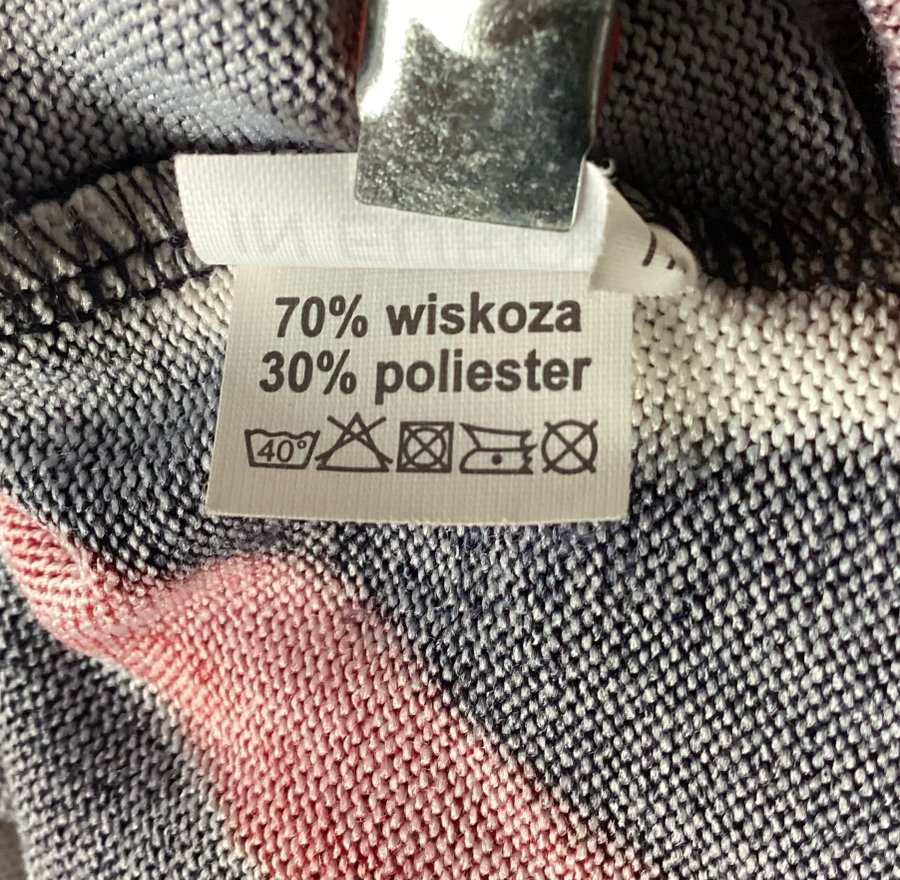 70% wiskoza
30% poliester
40°